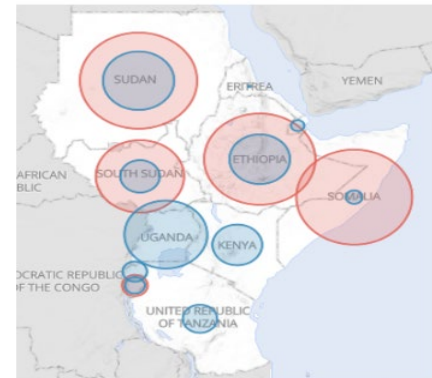 SUDAN
ERITREA
YEMEN
ETHIOPIA
SOUTH SUDAN
AFRICAN
BLIC
SOMALIA
UGANDA
KENYA
OCRATIC REPUBLIC
OF THE CONGO
UNITED REPUBLIC
OF TANZANIA